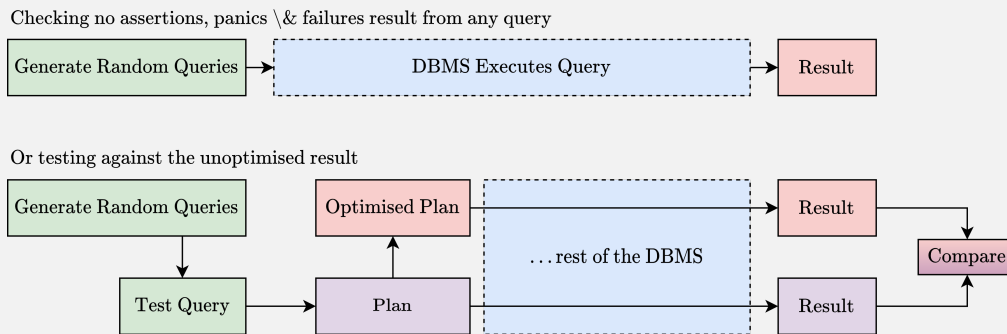 Checking no assertions, panics \& failures result from any query
Generate Random Queries
DBMS Executes Query
Result
Or testing against the unoptimised result
Generate Random Queries
Optimised Plan
Result
...rest of the DBMS
Compare
Test Query
Plan
Result